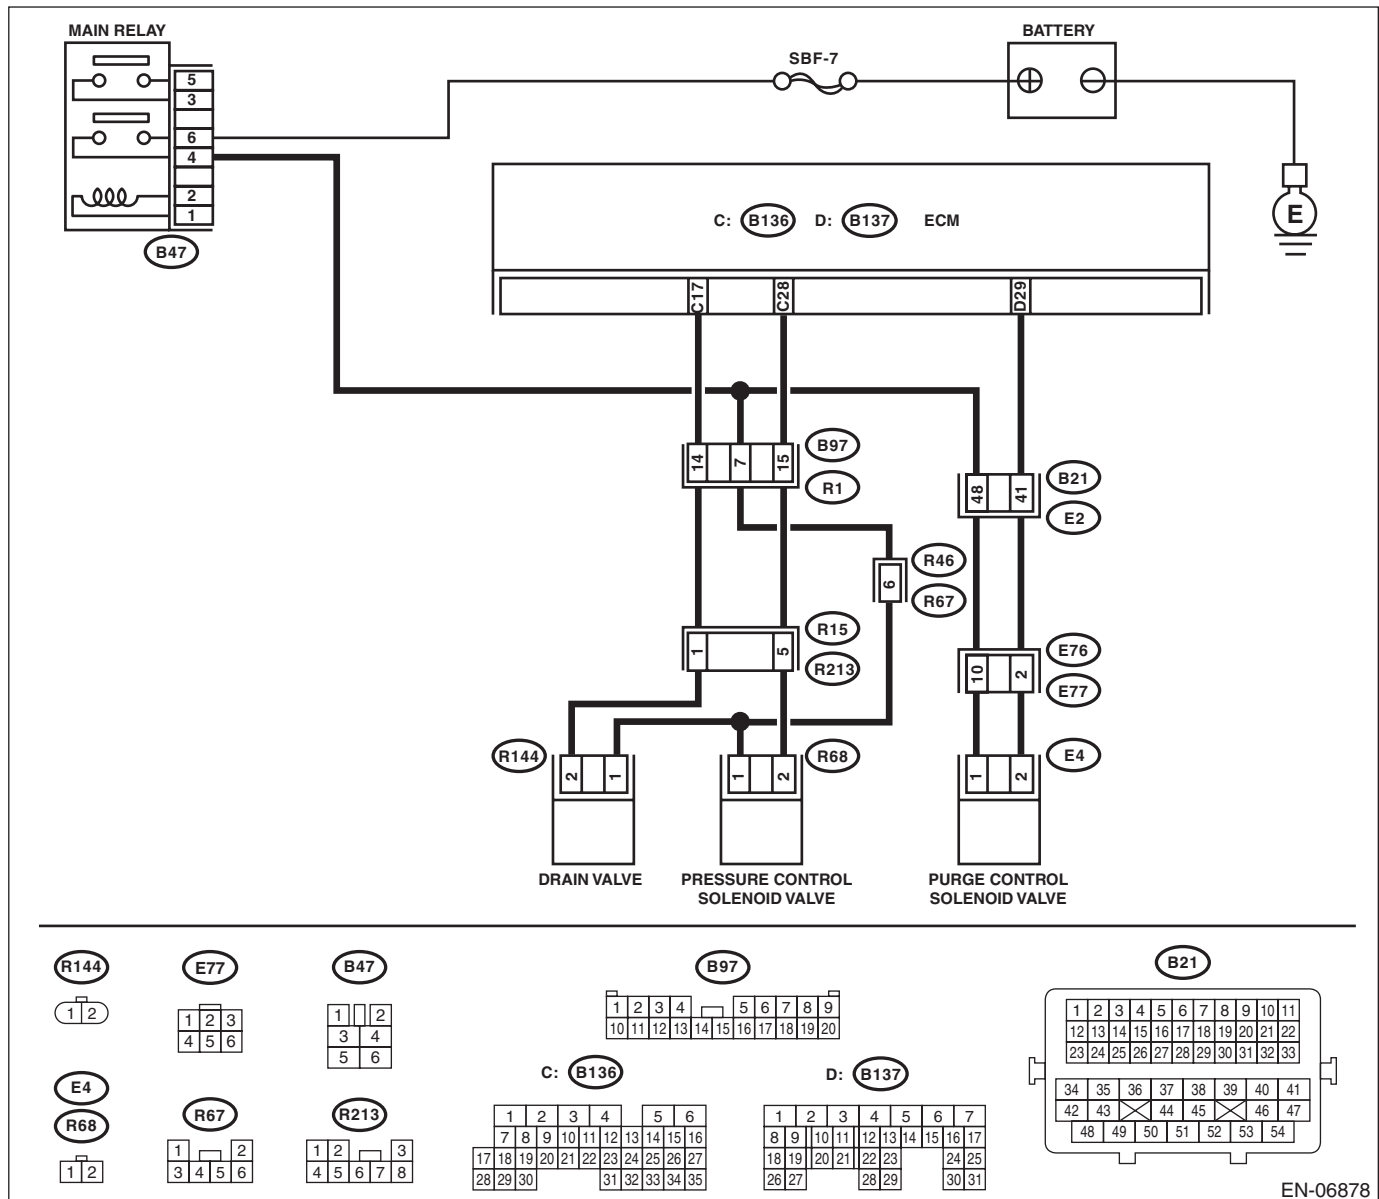 MAIN RELAY
BATTERY
SBF-7
5
3
6
4
2
1
B47
E
C: B136 D: B137 ECM
C17 C28 D29
14 7 15
B97
R1
48 41
B21
E2
6
R46
R67
1 5
R15
R213
10 2
E76
E77
R144
2 1
1 2
R68
1 2
E4
DRAIN VALVE
PRESSURE CONTROL
SOLENOID VALVE
PURGE CONTROL
SOLENOID VALVE
R144
1 2
E77
1 2 3
4 5 6
B47
1 2
3 4
5 6
B97
1 2 3 4 5 6 7 8 9
10 11 12 13 14 15 16 17 18 19 20
B21
1 2 3 4 5 6 7 8 9 10 11
12 13 14 15 16 17 18 19 20 21 22
23 24 25 26 27 28 29 30 31 32 33
34 35 36 37 38 39 40 41
42 43 44 45 46 47
48 49 50 51 52 53 54
E4
R68
1 2
R67
1 2
3 4 5 6
R213
1 2 3
4 5 6 7 8
C: B136
1 2 3 4 5 6
7 8 9 10 11 12 13 14 15 16
17 18 19 20 21 22 23 24 25 26 27
28 29 30 31 32 33 34 35
D: B137
1 2 3 4 5 6 7
8 9 10 11 12 13 14 15 16 17
18 19 20 21 22 23 24 25
26 27 28 29 30 31
EN-06878